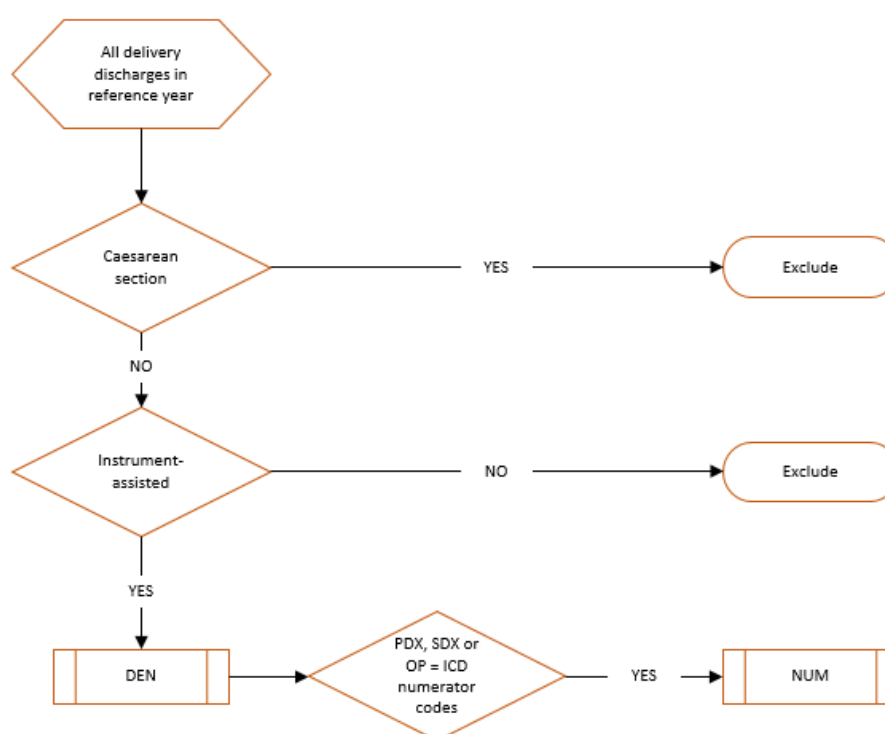 All delivery
discharges in
reference year
Caesarean
section
YES
Exclude
NO
Instrument-
assisted
NO
Exclude
YES
DEN
PDX, SDX or
OP = ICD
numerator
codes
YES
NUM